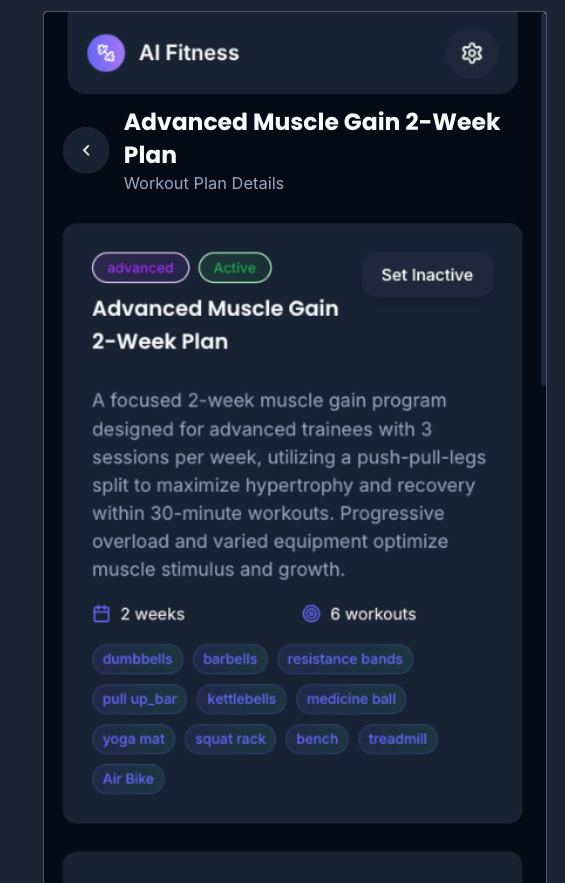 AI Fitness
Advanced Muscle Gain 2-Week
Plan
Workout Plan Details
advanced
Active
Set Inactive
Advanced Muscle Gain
2-Week Plan
A focused 2-week muscle gain program
designed for advanced trainees with 3
sessions per week, utilizing a push-pull-legs
split to maximize hypertrophy and recovery
within 30-minute workouts. Progressive
overload and varied equipment optimize
muscle stimulus and growth.
2 weeks
6 workouts
dumbbells
barbells
resistance bands
pull up_bar
kettlebells
medicine ball
yoga mat
squat rack
bench
treadmill
Air Bike